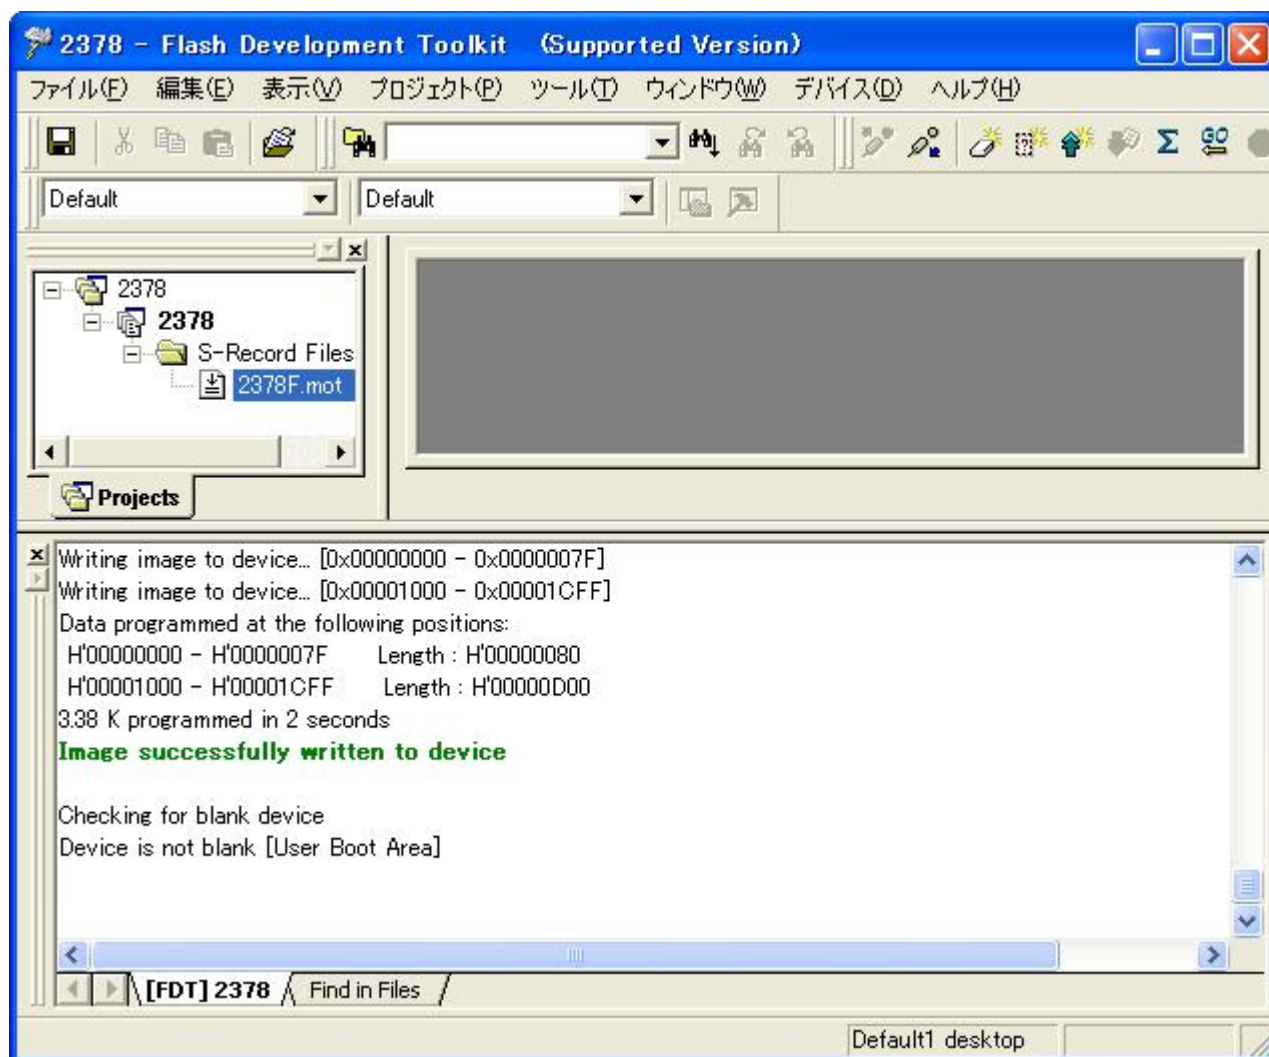 2378 - Flash Development Toolkit (Supported Version)
ファイル(F) 編集(E) 表示(V) プロジェクト(P) ツール(T) ウィンドウ(W) デバイス(D) ヘルプ(H)
Σ GO
Default Default
2378
2378
S-Record Files
2378F.mot
Projects
Writing image to device... [0x00000000 - 0x0000007F]
Writing image to device... [0x00001000 - 0x00001CFF]
Data programmed at the following positions:
H'00000000 - H'0000007F Length : H'00000080
H'00001000 - H'00001CFF Length : H'00000D00
3.38 K programmed in 2 seconds
Image successfully written to device
Checking for blank device
Device is not blank [User Boot Area]
[FDT] 2378 Find in Files
Default1 desktop